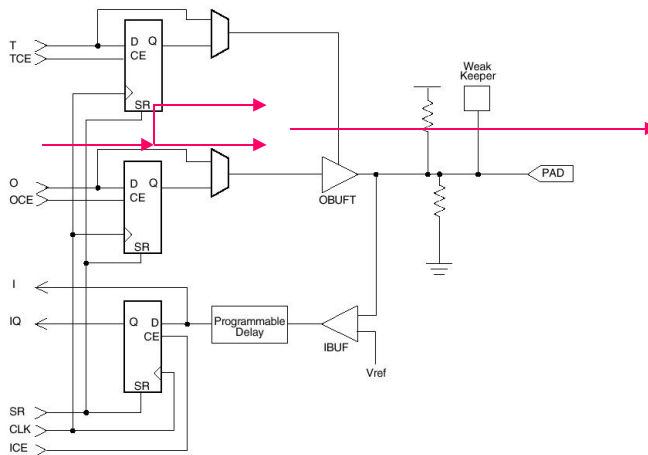 T
TCE
D Q
CE
SR
Weak
Keeper
O
OCE
D Q
CE
SR
OBUFT
PAD
I
IQ
Q D
CE
SR
Programmable
Delay
IBUF
Vref
SR
CLK
ICE